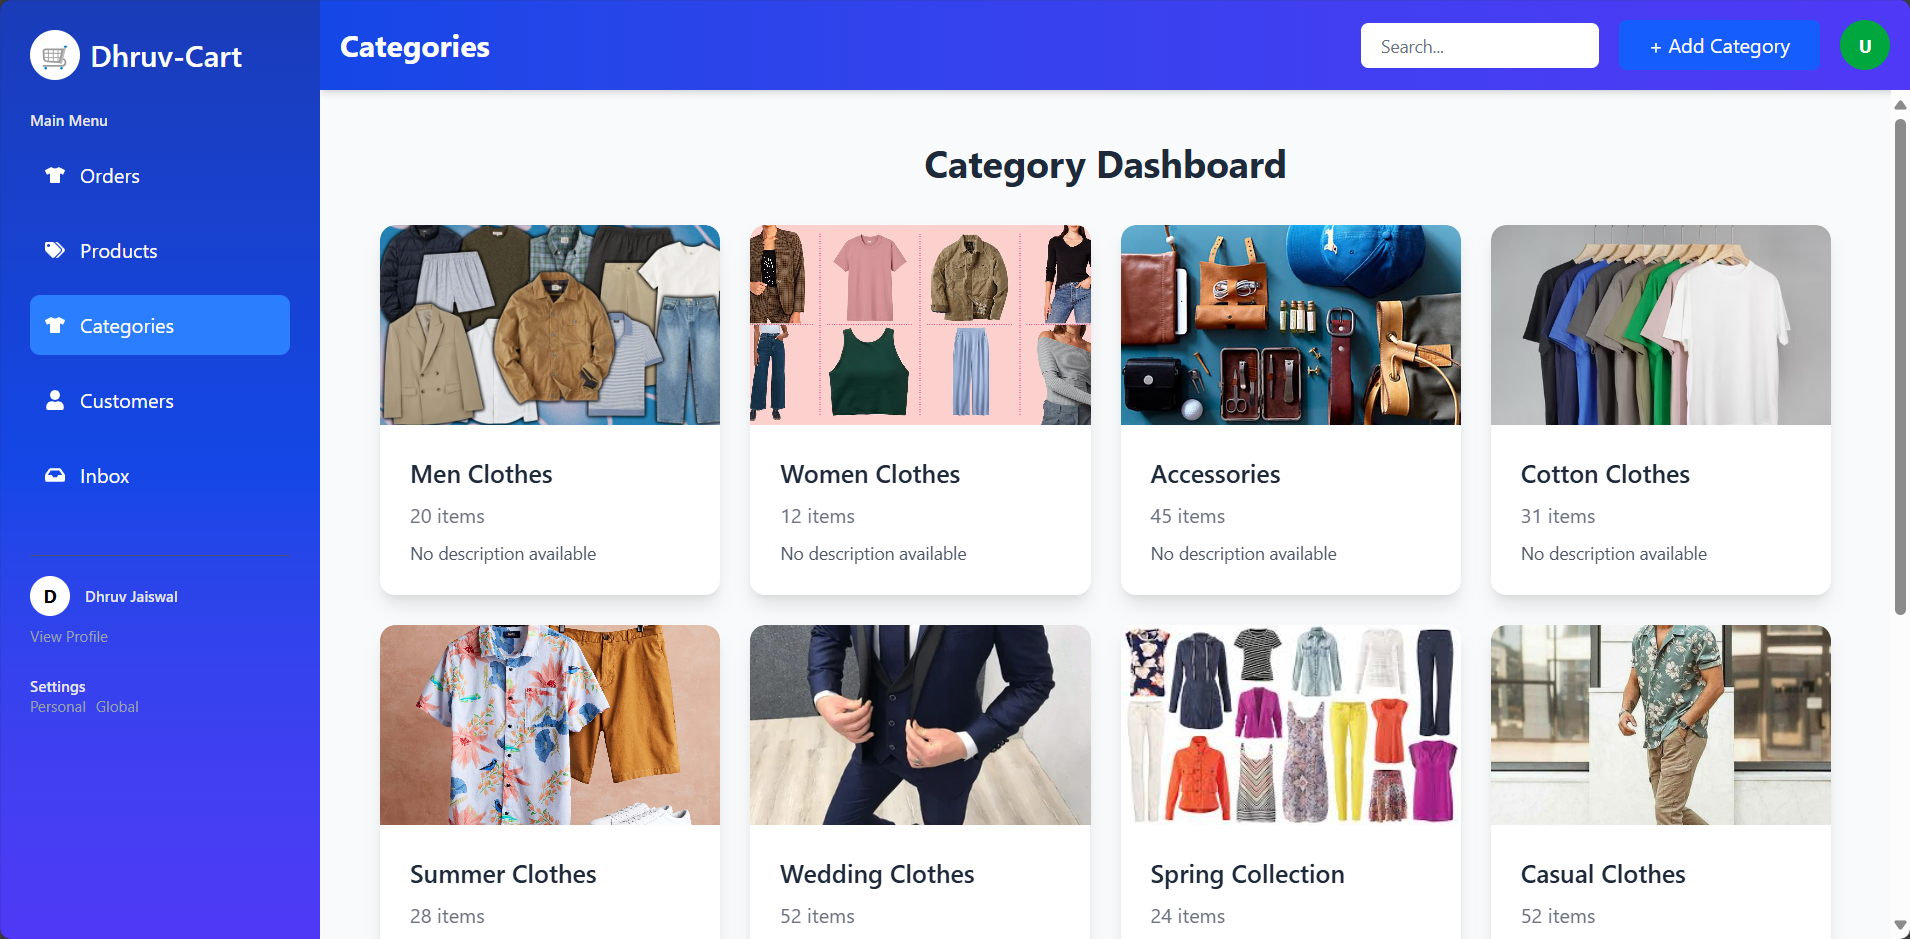 Dhruv-Cart
Main Menu
Orders
Products
Categories
Customers
Inbox
D
Dhruv Jaiswal
View Profile
Settings
Personal Global
Categories
Search...
+ Add Category
U
Category Dashboard
Men Clothes
20 items
No description available
Women Clothes
12 items
No description available
Accessories
45 items
No description available
Cotton Clothes
31 items
No description available
Summer Clothes
28 items
Wedding Clothes
52 items
Spring Collection
24 items
Casual Clothes
52 items